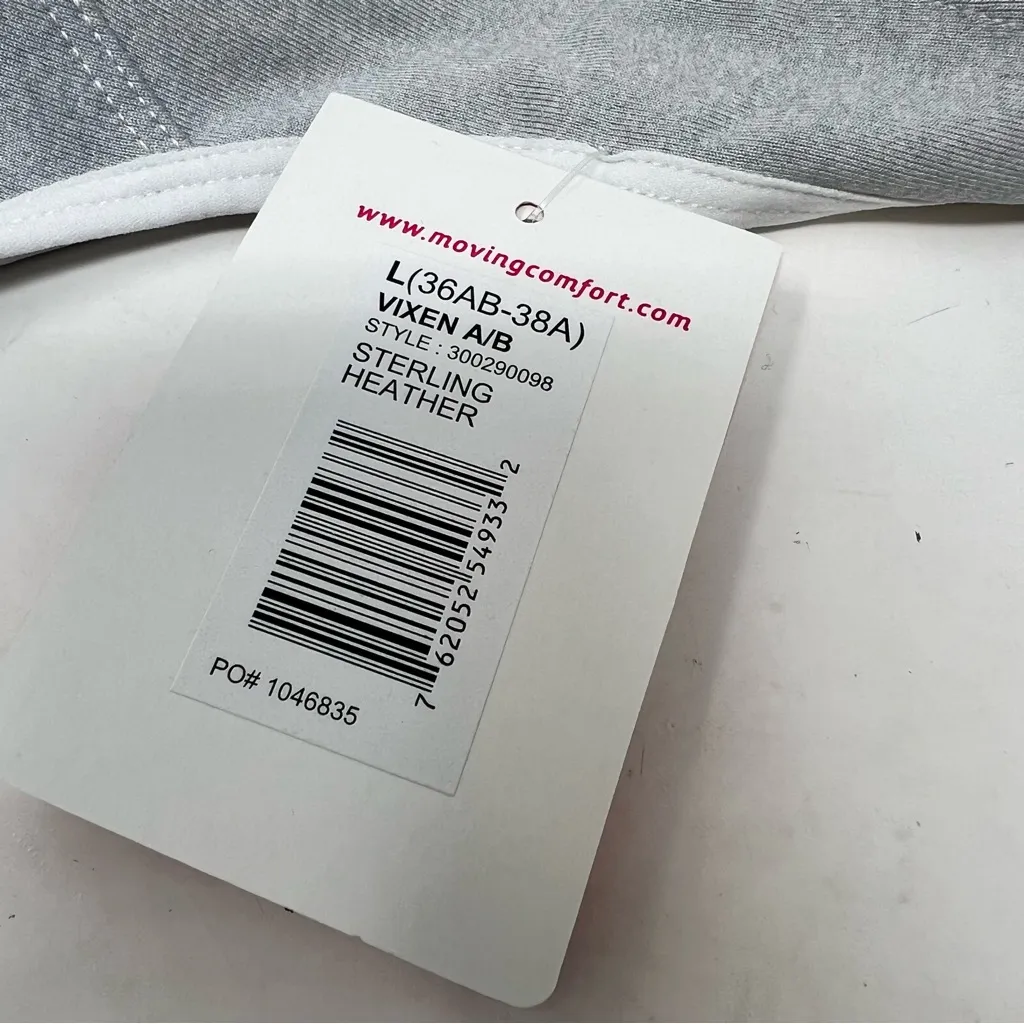 www.movingcomfort.com
L(36AB-38A)
VIXEN A/B
STYLE : 300290098
STERLING
HEATHER
7 62052 54933 2
PO# 1046835